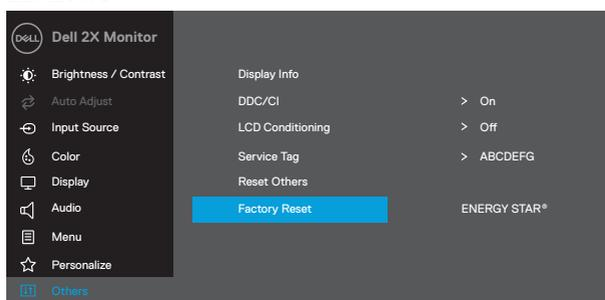 DELL Dell 2X Monitor
Brightness / Contrast
Auto Adjust
Input Source
Color
Display
Audio
Menu
Personalize
Others
Display Info
DDC/CI > On
LCD Conditioning > Off
Service Tag > ABCDEFG
Reset Others
Factory Reset ENERGY STAR®